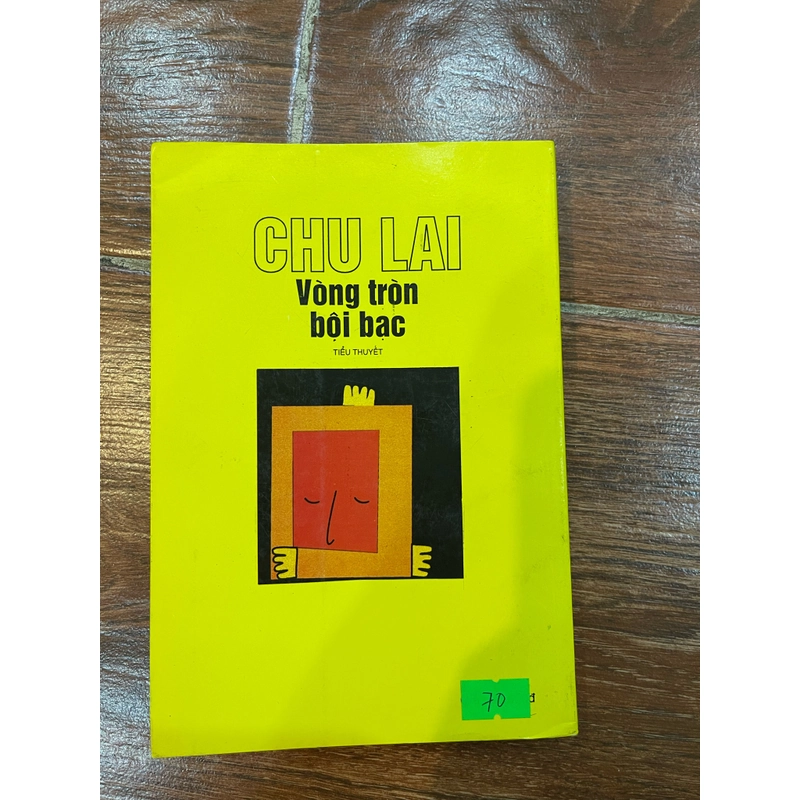 CHU LAI
Vòng tròn
bội bạc
TIỂU THUYẾT
70
đ